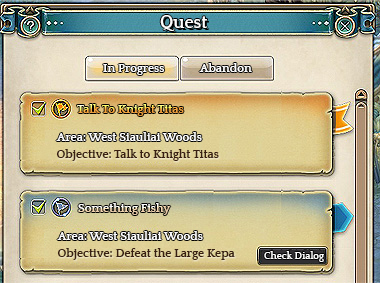 Quest
In Progress
Abandon
Talk To Knight Titas
Area: West Siauliai Woods
Objective: Talk to Knight Titas
Something Fishy
Area: West Siauliai Woods
Objective: Defeat the Large Kepa
Check Dialog